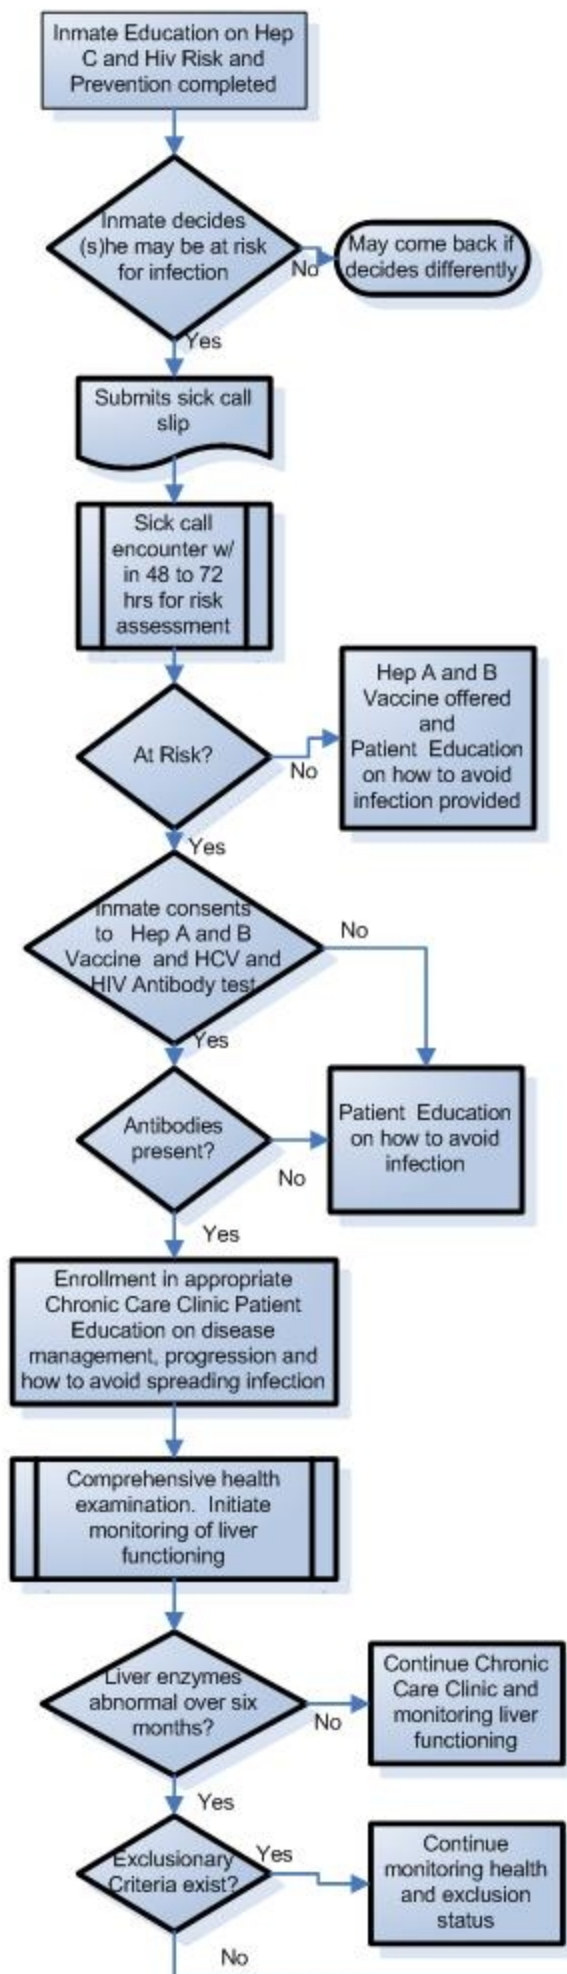 Inmate Education on Hep
C and Hiv Risk and
Prevention completed
Inmate decides
(s)he may be at risk
for infection
No
May come back if
decides differently
Yes
Submits sick call
slip
Sick call
encounter w/
in 48 to 72
hrs for risk
assessment
At Risk?
No
Hep A and B
Vaccine offered
and
Patient Education
on how to avoid
infection provided
Yes
Inmate consents
to Hep A and B
Vaccine and HCV and
HIV Antibody test
No
Yes
Antibodies
present?
No
Patient Education
on how to avoid
infection
Yes
Enrollment in appropriate
Chronic Care Clinic Patient
Education on disease
management, progression and
how to avoid spreading infection
Comprehensive health
examination. Initiate
monitoring of liver
functioning
Liver enzymes
abnormal over six
months?
No
Continue Chronic
Care Clinic and
monitoring liver
functioning
Yes
Exclusionary
Criteria exist?
Yes
Continue
monitoring health
and exclusion
status
No